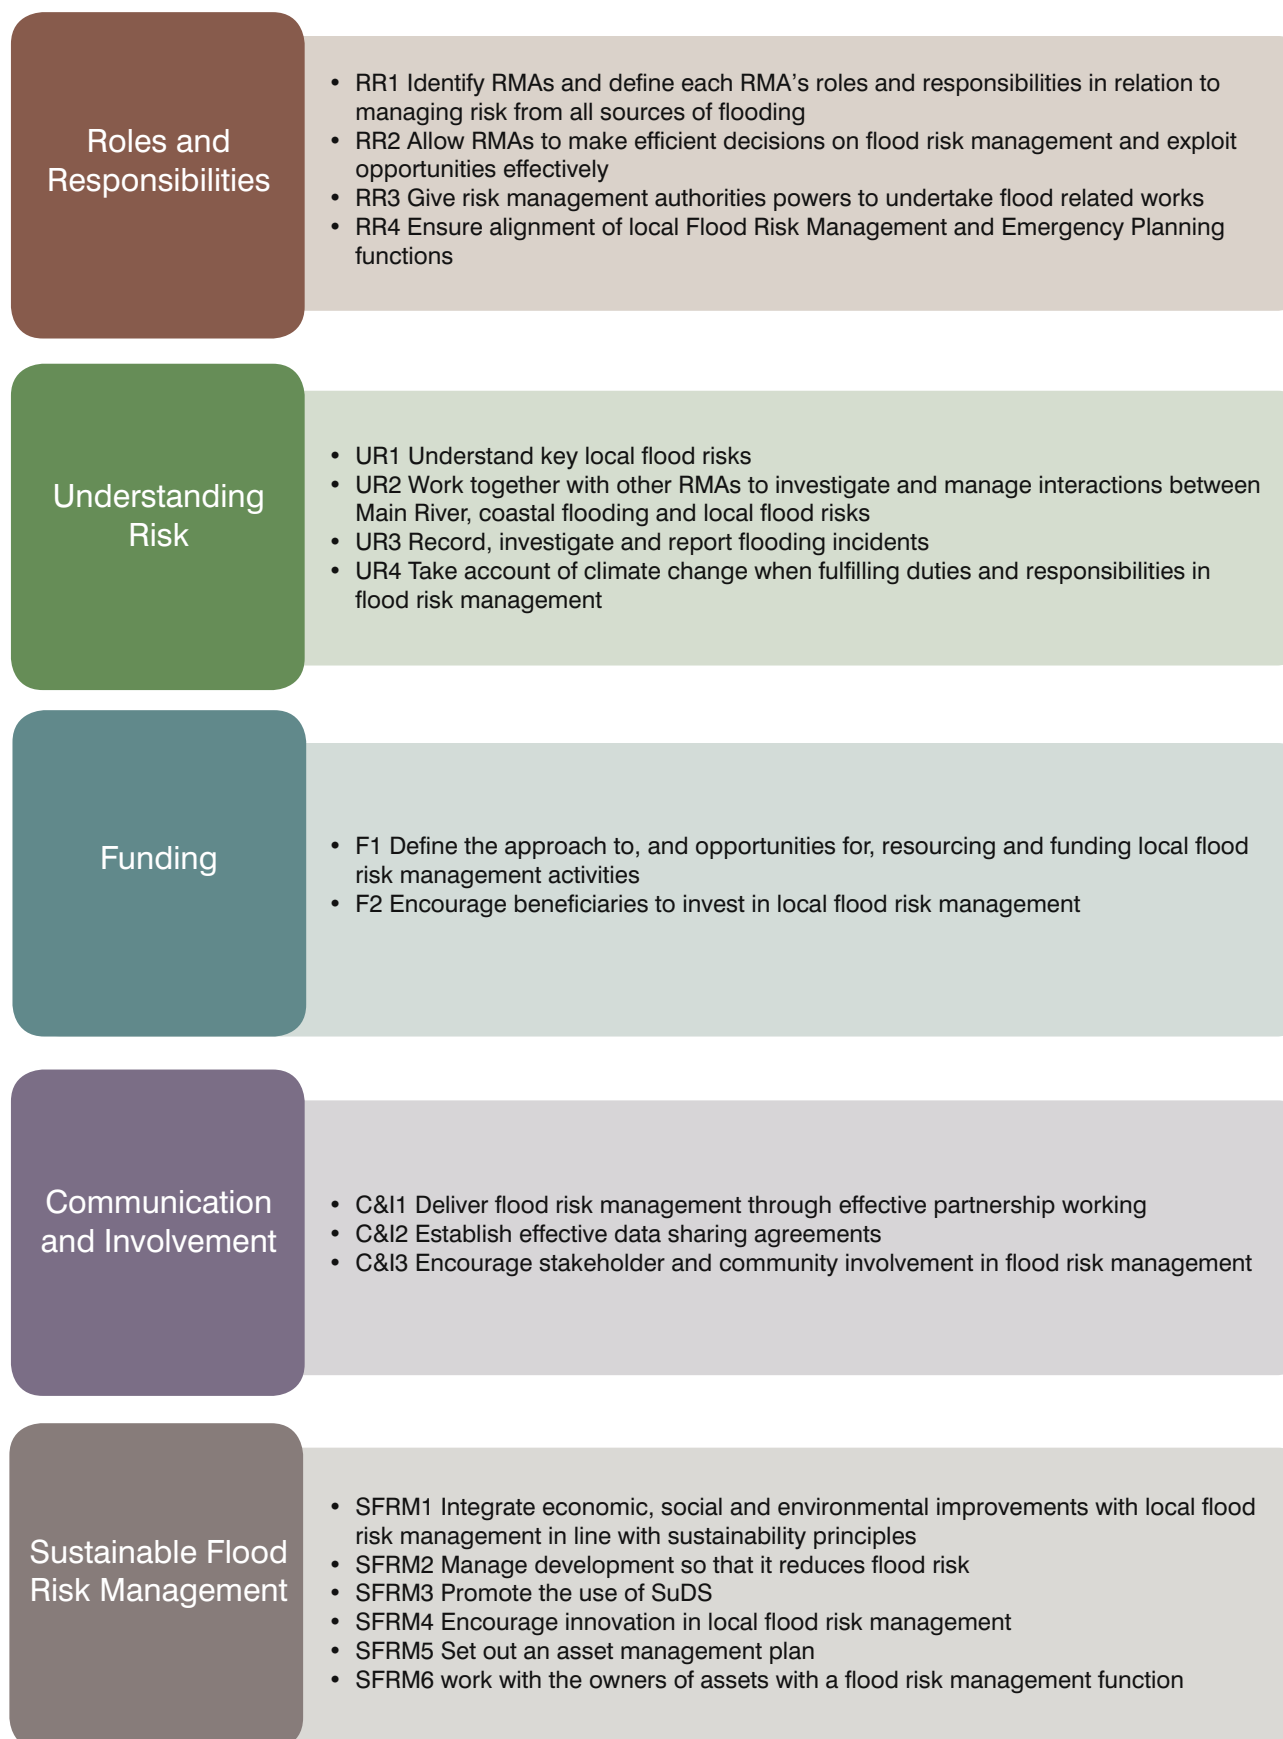 Roles and
Responsibilities
• RR1 Identify RMAs and define each RMA's roles and responsibilities in relation to
managing risk from all sources of flooding
• RR2 Allow RMAs to make efficient decisions on flood risk management and exploit
opportunities effectively
• RR3 Give risk management authorities powers to undertake flood related works
• RR4 Ensure alignment of local Flood Risk Management and Emergency Planning
functions
Understanding
Risk
• UR1 Understand key local flood risks
• UR2 Work together with other RMAs to investigate and manage interactions between
Main River, coastal flooding and local flood risks
• UR3 Record, investigate and report flooding incidents
• UR4 Take account of climate change when fulfilling duties and responsibilities in
flood risk management
Funding
• F1 Define the approach to, and opportunities for, resourcing and funding local flood
risk management activities
• F2 Encourage beneficiaries to invest in local flood risk management
Communication
and Involvement
• C&I1 Deliver flood risk management through effective partnership working
• C&I2 Establish effective data sharing agreements
• C&I3 Encourage stakeholder and community involvement in flood risk management
Sustainable Flood
Risk Management
• SFRM1 Integrate economic, social and environmental improvements with local flood
risk management in line with sustainability principles
• SFRM2 Manage development so that it reduces flood risk
• SFRM3 Promote the use of SuDS
• SFRM4 Encourage innovation in local flood risk management
• SFRM5 Set out an asset management plan
• SFRM6 work with the owners of assets with a flood risk management function